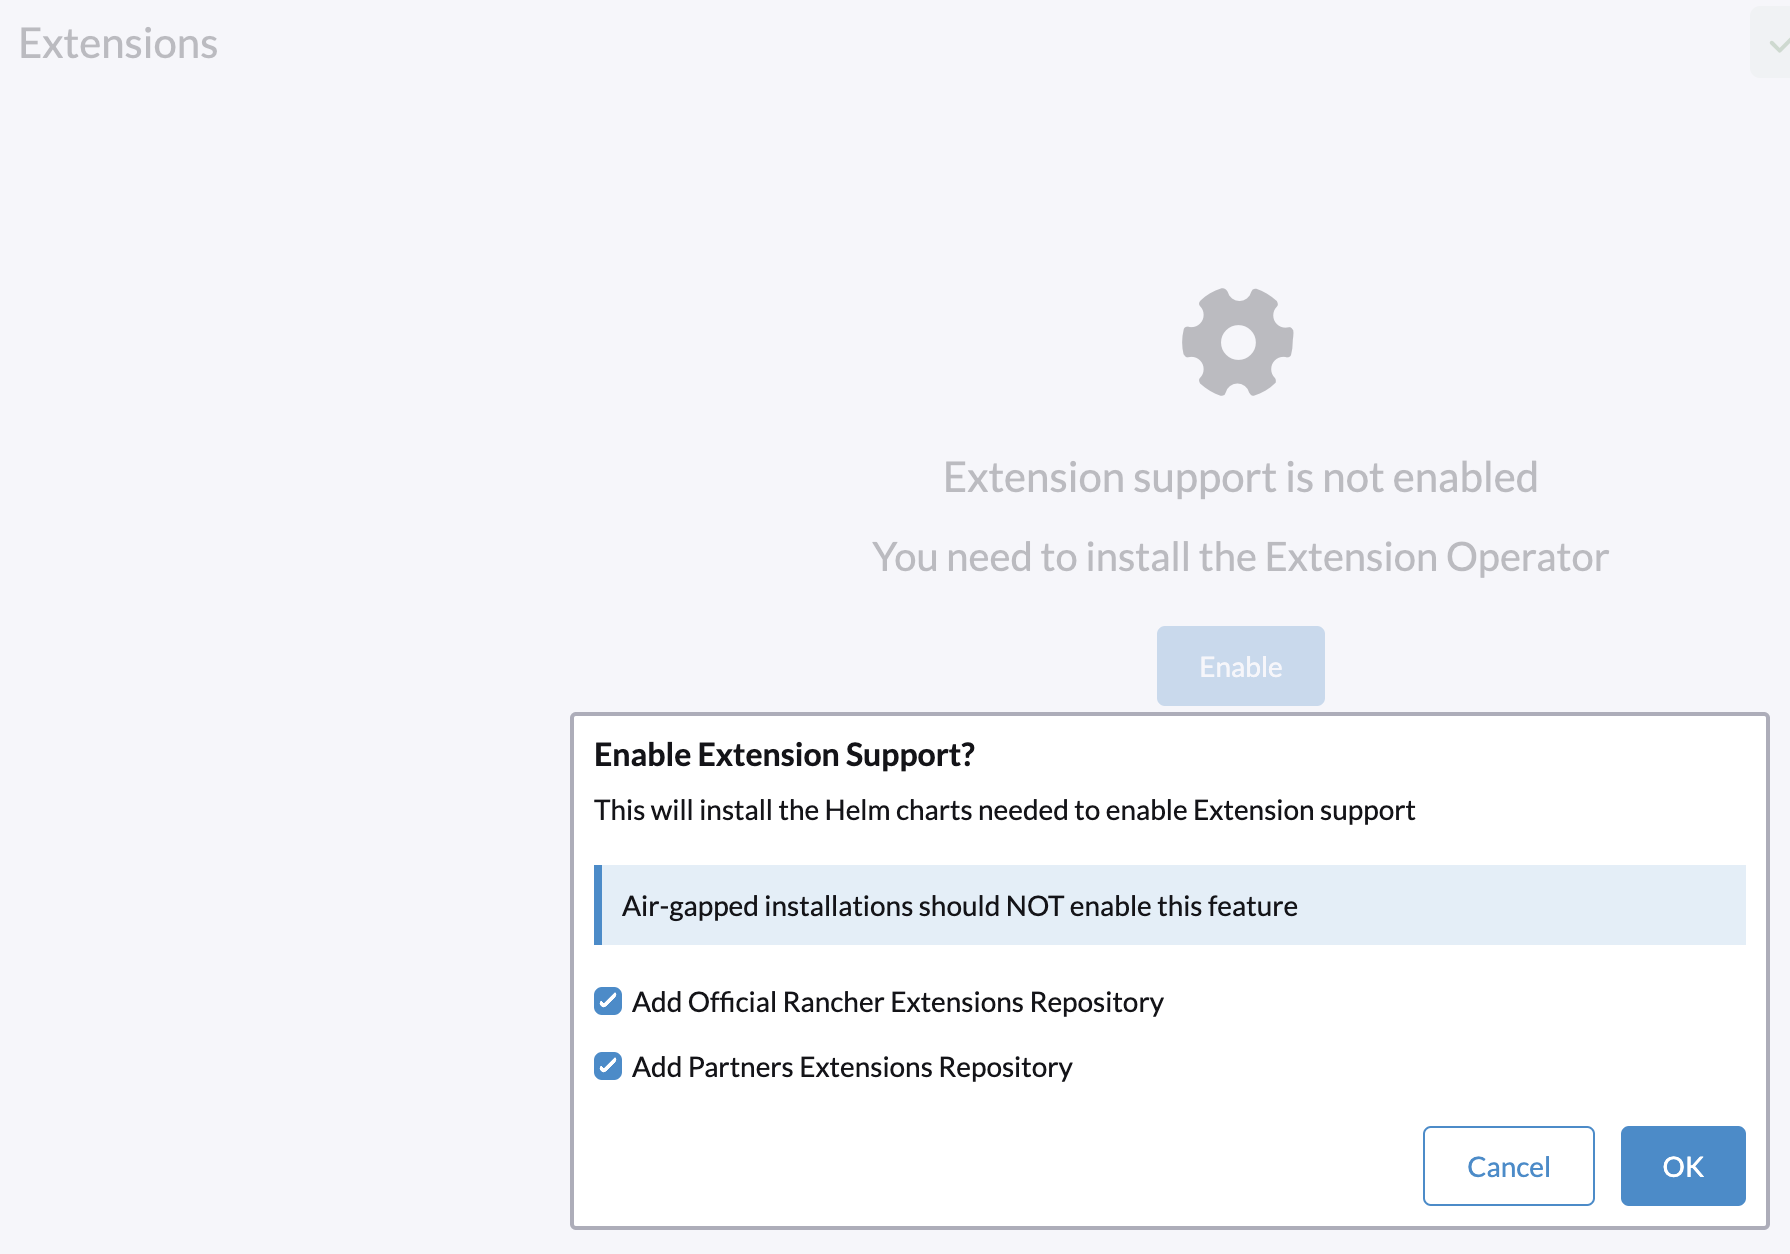 Extensions
Extension support is not enabled
You need to install the Extension Operator
Enable
Enable Extension Support?
This will install the Helm charts needed to enable Extension support
Air-gapped installations should NOT enable this feature
Add Official Rancher Extensions Repository
Add Partners Extensions Repository
Cancel
OK